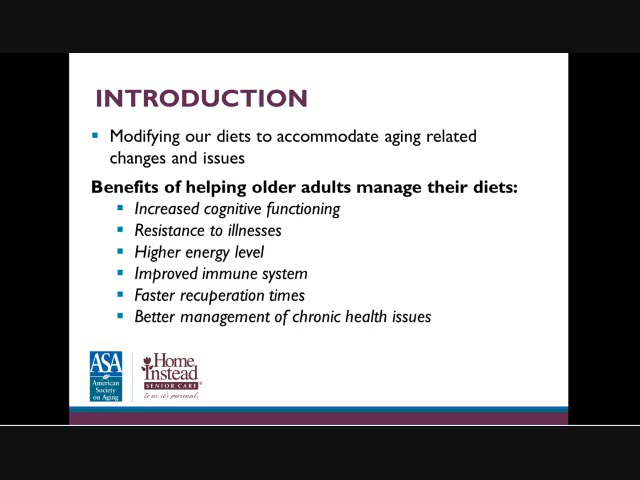 INTRODUCTION
Modifying our diets to accommodate aging related
changes and issues
Benefits of helping older adults manage their diets:
Increased cognitive functioning
Resistance to illnesses
Higher energy level
Improved immune system
Faster recuperation times
Better management of chronic health issues
ASA
American
Society
on Aging
Home
Instead
SENIOR CARE®
To us, it's personal.